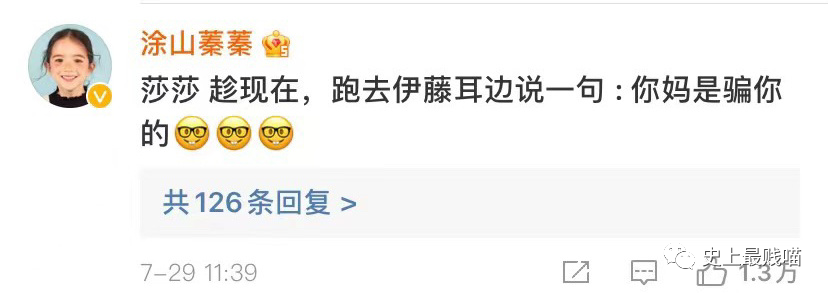 涂山蓁蓁
莎莎 趁现在，跑去伊藤耳边说一句 : 你妈是骗你
的🤓🤓🤓
共126条回复 >
7-29 11:39
史上最贱喵
1.3万